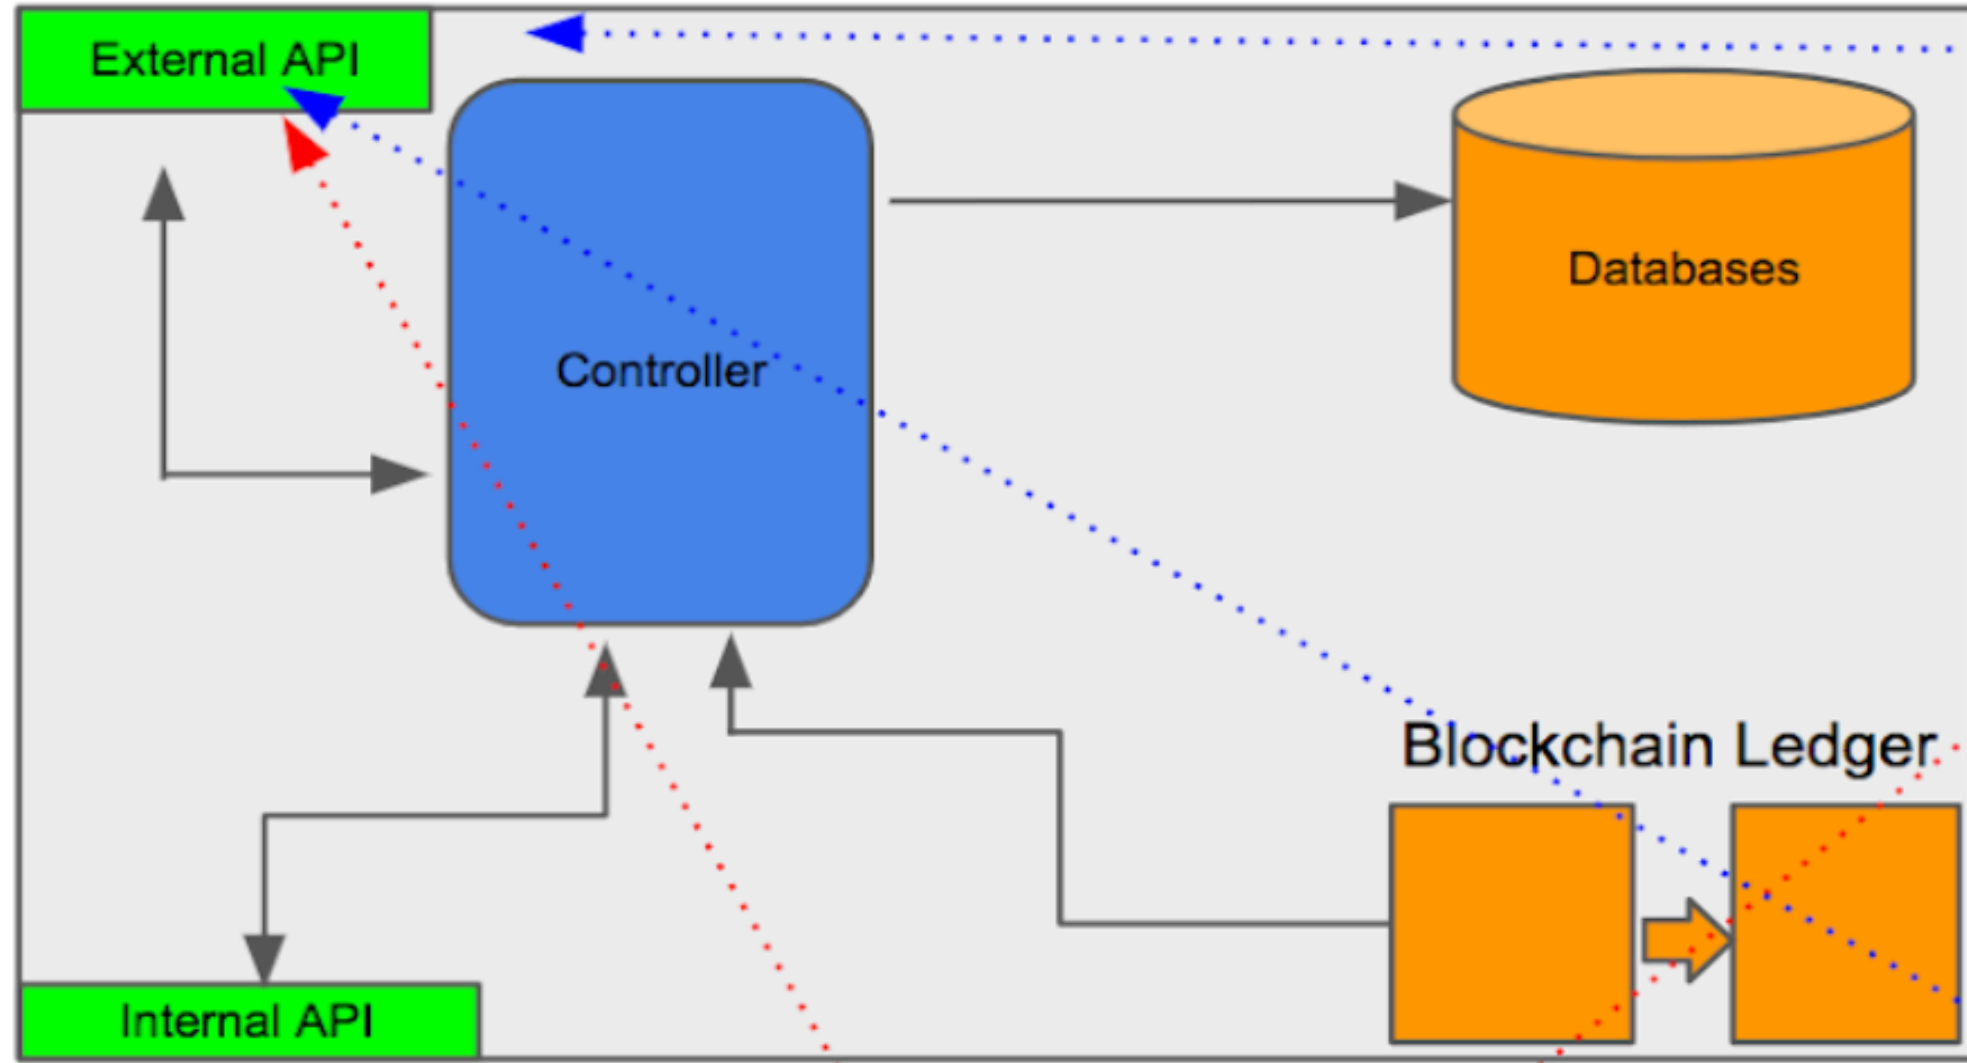 External API
Controller
Databases
Blockchain Ledger
Internal API